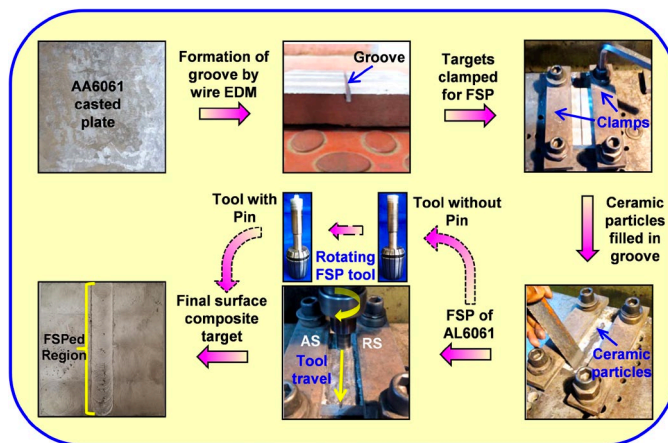 AA6061
casted
plate
Formation of
groove by
wire EDM
Groove
Targets
clamped
for FSP
Clamps
Ceramic
particles
filled in
groove
Tool with
Pin
Tool without
Pin
Rotating
FSP tool
Final surface
composite
target
FSP of
AL6061
FSPed
Region
AS
RS
Tool
travel
Ceramic
particles